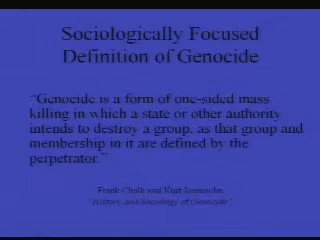 Sociologically Focused
Definition of Genocide
"Genocide is a form of one-sided mass
killing in which a state or other authority
intends to destroy a group, as that group and
membership in it are defined by the
perpetrator."
Frank Chalk and Kurt Jonassohn
"History and Sociology of Genocide"